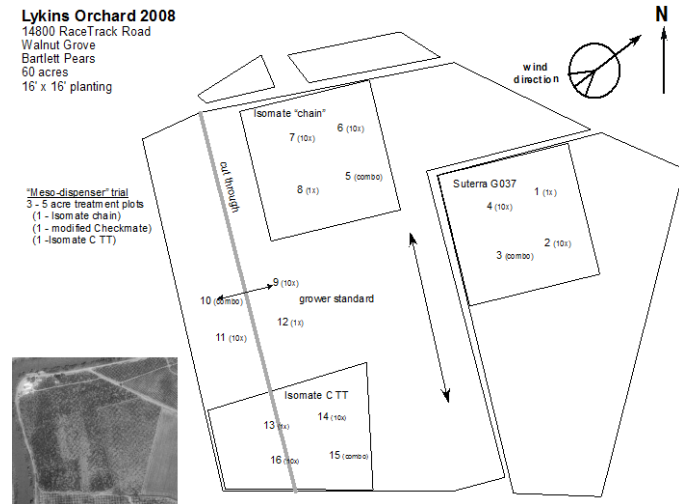 Lykins Orchard 2008
14800 RaceTrack Road
Walnut Grove
Bartlett Pears
60 acres
16' x 16' planting
N
wind
direction
Isomate "chain"
7 (10x)
6 (10x)
8 (1x)
5 (combo)
cut through
Suterra G037
1 (1x)
4 (10x)
3 (combo)
2 (10x)
"Meso-dispenser" trial
3 - 5 acre treatment plots
(1 - Isomate chain)
(1 - modified Checkmate)
(1 -Isomate C TT)
9 (10x)
10 (combo)
grower standard
12 (1x)
11 (10x)
Isomate C TT
13 (1x)
14 (10x)
16 (10x)
15 (combo)